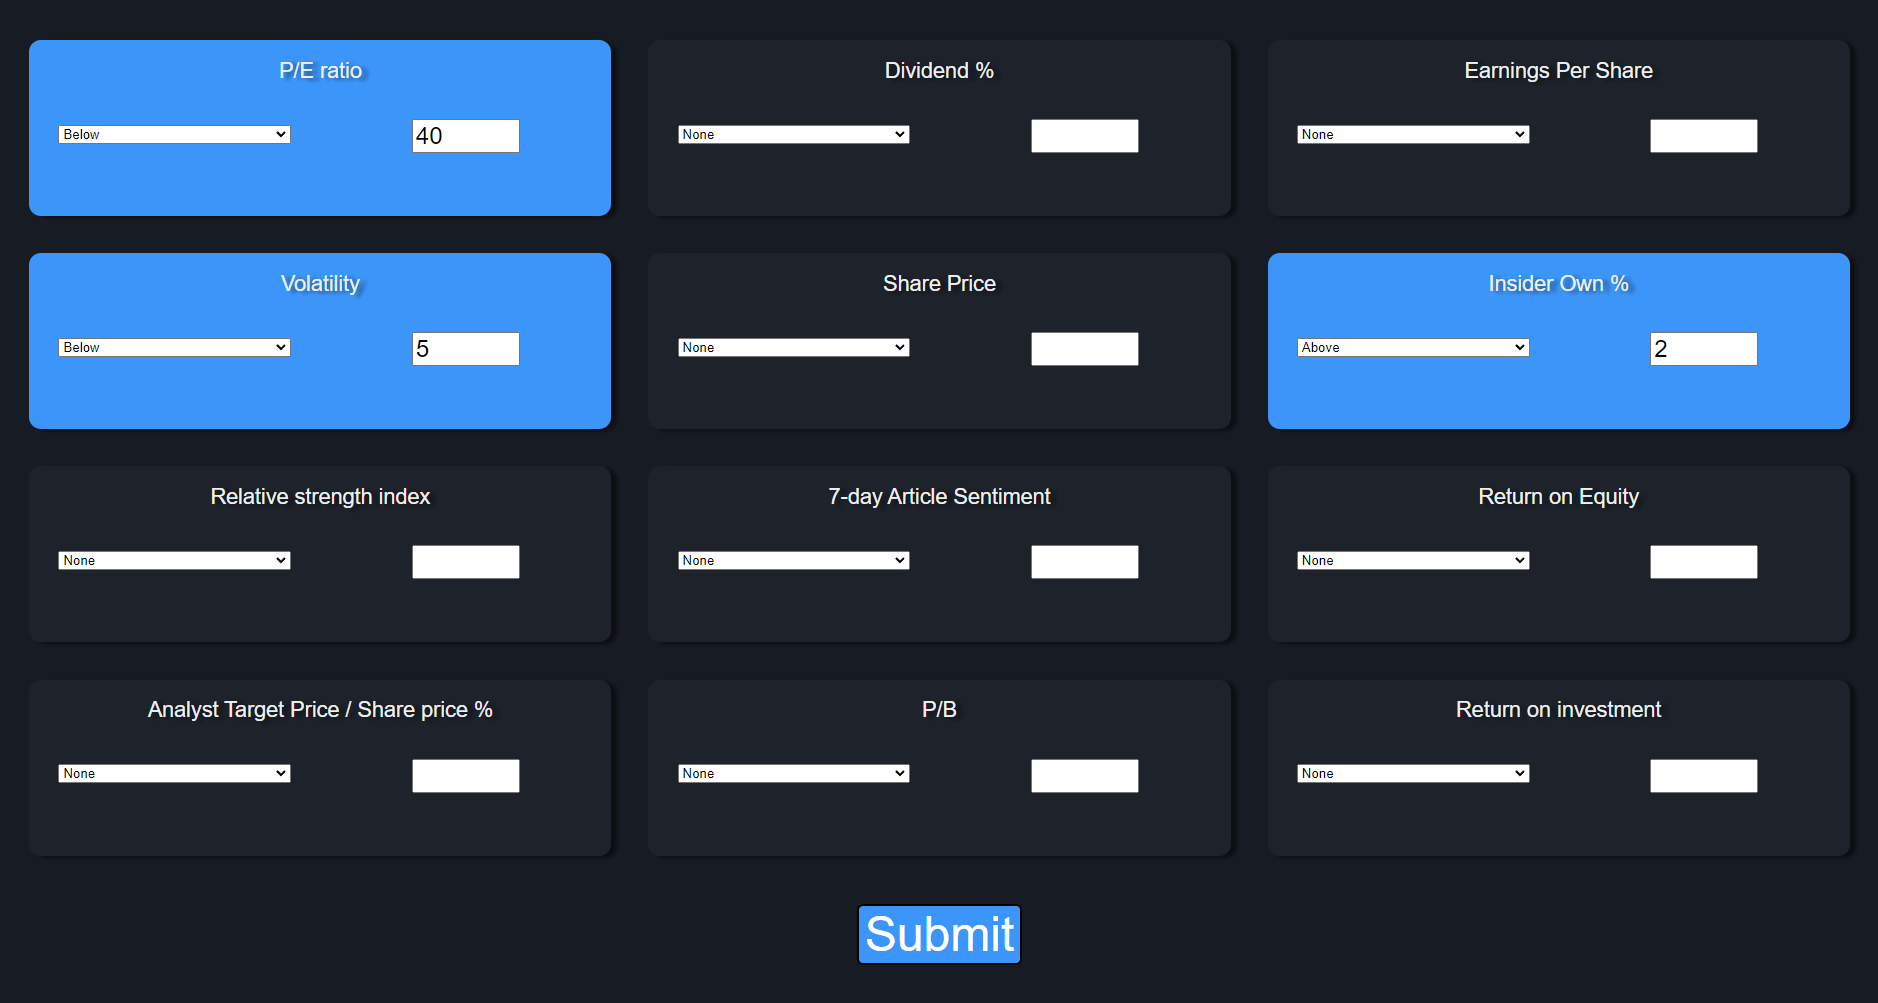 P/E ratio
Dividend %
Earnings Per Share
Below
40
None
None
Volatility
Share Price
Insider Own %
Below
5
None
Above
2
Relative strength index
7-day Article Sentiment
Return on Equity
None
None
None
Analyst Target Price / Share price %
P/B
Return on investment
None
None
None
Submit